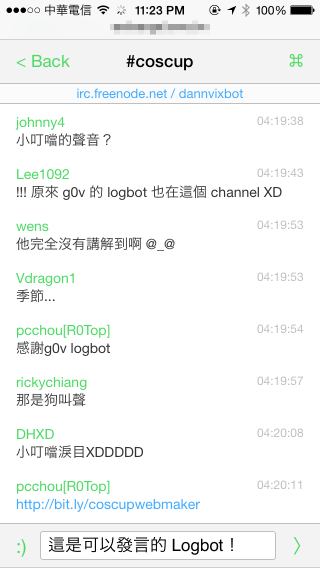 中華電信 11:23 PM 100%
< Back #coscup ⌘
irc.freenode.net / dannvixbot
johnny4 04:19:38
小叮噹的聲音？
Lee1092 04:19:43
!!! 原來 g0v 的 logbot 也在這個 channel XD
wens 04:19:53
他完全沒有講解到啊 @_@
Vdragon1 04:19:53
季節...
pcchou[R0Top] 04:19:54
感謝g0v logbot
rickychiang 04:19:57
那是狗叫聲
DHXD 04:20:08
小叮噹淚目XDDDDD
pcchou[R0Top] 04:20:11
http://bit.ly/coscupwebmaker
:) 這是可以發言的 Logbot！ 〉